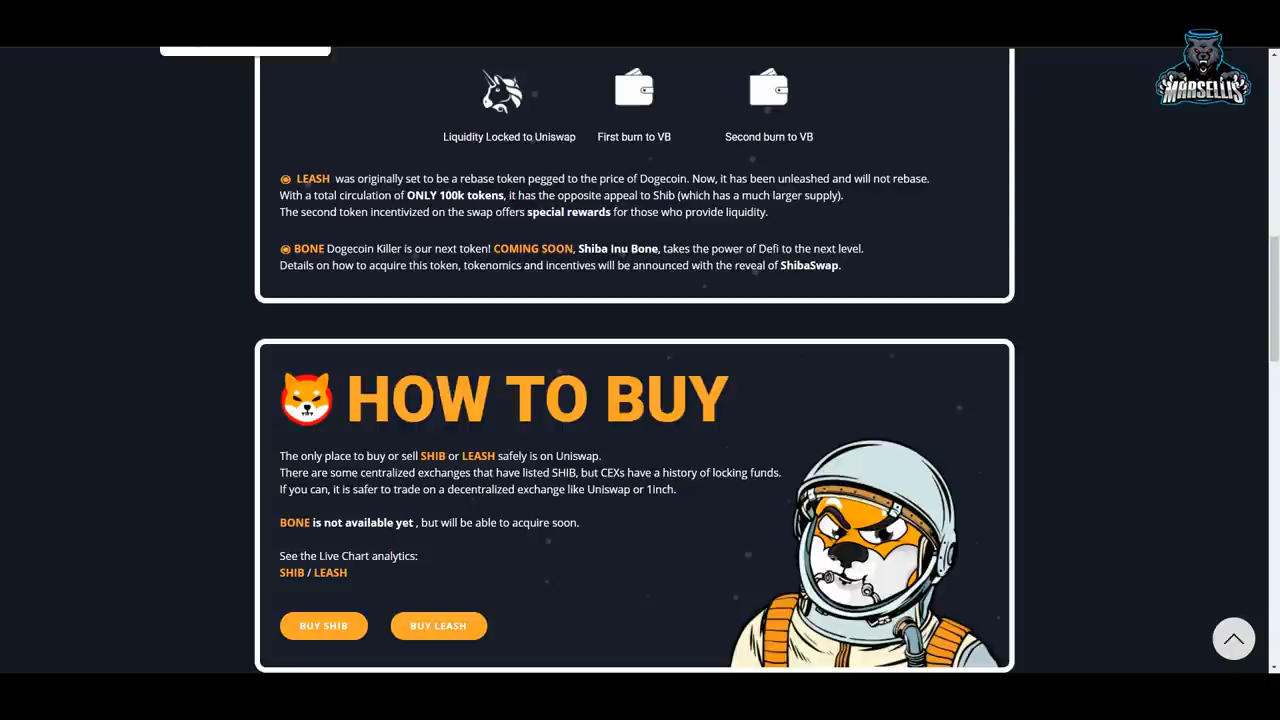 MARSELLIS
Liquidity Locked to Uniswap
First burn to VB
Second burn to VB
LEASH was originally set to be a rebase token pegged to the price of Dogecoin. Now, it has been unleashed and will not rebase.
With a total circulation of ONLY 100k tokens, it has the opposite appeal to Shib (which has a much larger supply).
The second token incentivized on the swap offers special rewards for those who provide liquidity.
BONE Dogecoin Killer is our next token! COMING SOON, Shiba Inu Bone, takes the power of Defi to the next level.
Details on how to acquire this token, tokenomics and incentives will be announced with the reveal of ShibaSwap.
HOW TO BUY
The only place to buy or sell SHIB or LEASH safely is on Uniswap.
There are some centralized exchanges that have listed SHIB, but CEXs have a history of locking funds.
If you can, it is safer to trade on a decentralized exchange like Uniswap or 1inch.
BONE is not available yet , but will be able to acquire soon.
See the Live Chart analytics:
SHIB / LEASH
BUY SHIB
BUY LEASH